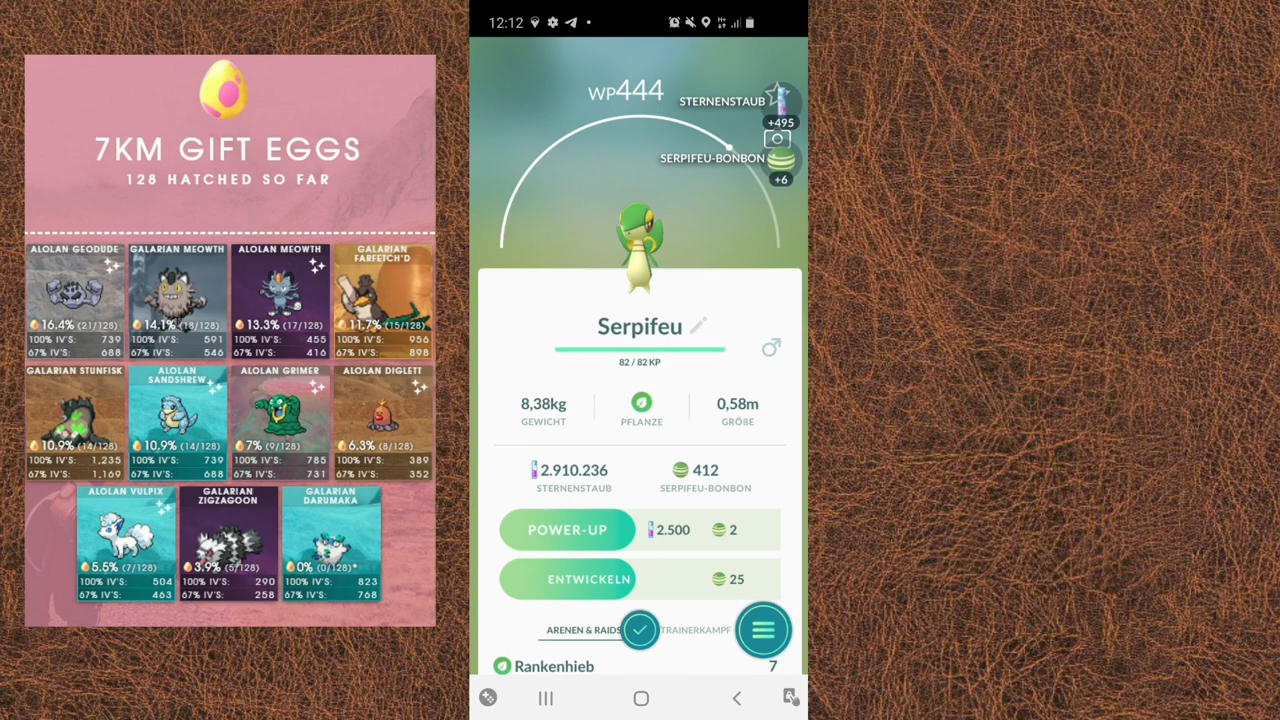 7KM GIFT EGGS
128 HATCHED SO FAR
ALOLAN GEODUDE
16.4% (21/128)
100% IV'S: 739
67% IV'S: 688
GALARIAN MEOWTH
14.1% (18/128)
100% IV'S: 591
67% IV'S: 546
ALOLAN MEOWTH
13.3% (17/128)
100% IV'S: 455
67% IV'S: 416
GALARIAN
FARFETCH'D
11.7% (15/128)
100% IV'S: 956
67% IV'S: 898
GALARIAN STUNFISK
10.9% (14/128)
100% IV'S: 1,235
67% IV'S: 1,169
ALOLAN
SANDSHREW
10.9% (14/128)
100% IV'S: 739
67% IV'S: 688
ALOLAN GRIMER
7% (9/128)
100% IV'S: 785
67% IV'S: 731
ALOLAN DIGLETT
6.3% (8/128)
100% IV'S: 389
67% IV'S: 352
ALOLAN VULPIX
5.5% (7/128)
100% IV'S: 504
67% IV'S: 463
GALARIAN
ZIGZAGOON
3.9% (5/128)
100% IV'S: 290
67% IV'S: 258
GALARIAN
DARUMAKA
0% (0/128)*
100% IV'S: 823
67% IV'S: 768
12:12
WP444
STERNENSTAUB
+495
SERPIFEU-BONBON
+6
Serpifeu
82 / 82 KP
8,38kg
GEWICHT
PFLANZE
0,58m
GRÖßE
2.910.236
STERNENSTAUB
412
SERPIFEU-BONBON
POWER-UP 2.500 2
ENTWICKELN 25
ARENEN & RAIDS TRAINERKAMPF
Rankenhieb 7